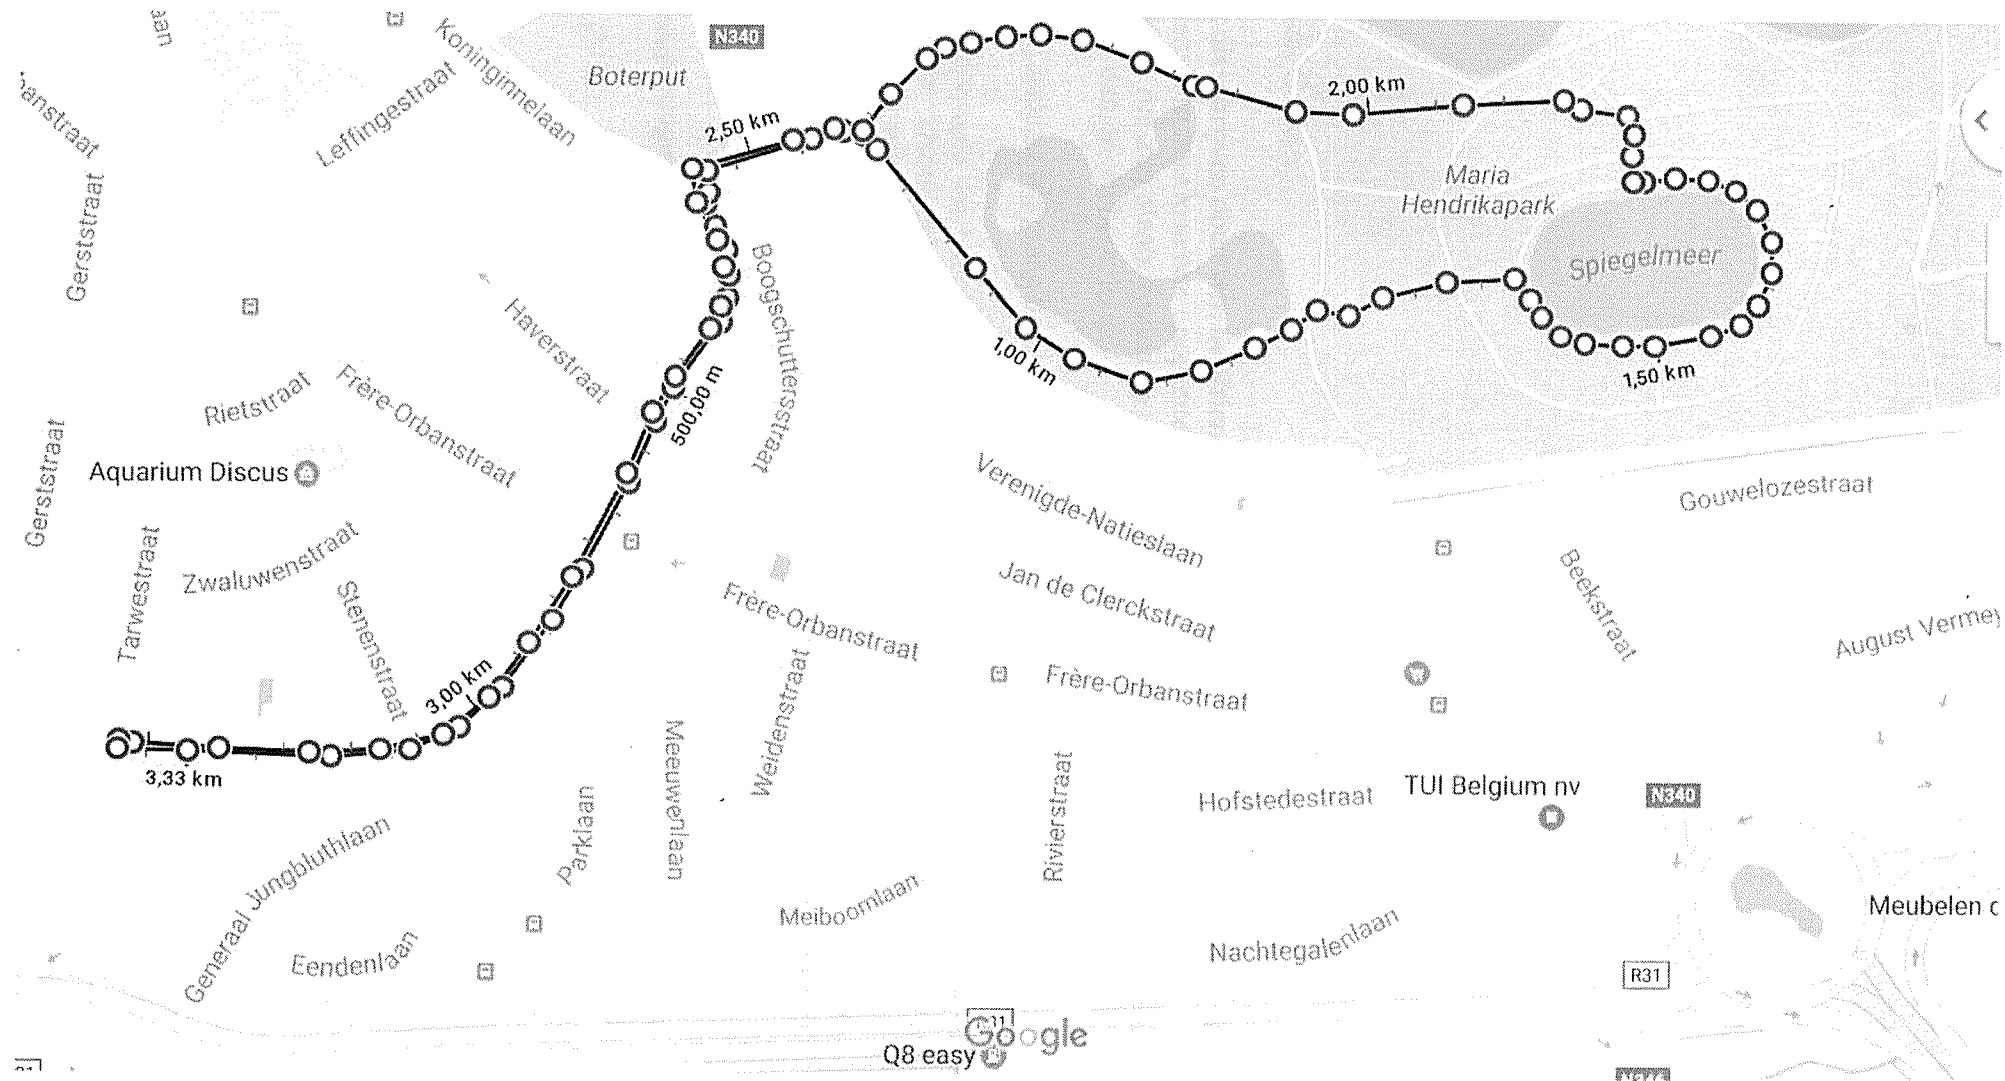 Koninginnelaan
N340
Boterput
Leffingestraat
2,00 km
2,50 km
Maria
Hendrikapark
Gerststraat
Spiegelmeer
Boogschuttersstraat
Haverstraat
1,00 km
1,50 km
Rietstraat
Frère-Orbanstraat
500,00 m
Gerststraat
Aquarium Discus
Verenigde-Natieslaan
Gouwelozestraat
Tarwestraat
Zwaluwenstraat
Stenenstraat
Jan de Clerckstraat
Beekstraat
Frère-Orbanstraat
August Vermey
3,00 km
Weidenstraat
Frère-Orbanstraat
3,33 km
Meeuwenlaan
Parklaan
Rivierstraat
Hofstedestraat
TUI Belgium nv
N340
Generaal Jungbluthlaan
Meiboomlaan
Meubelen
Eendenlaan
Nachtegalenlaan
R31
Google
Q8 easy